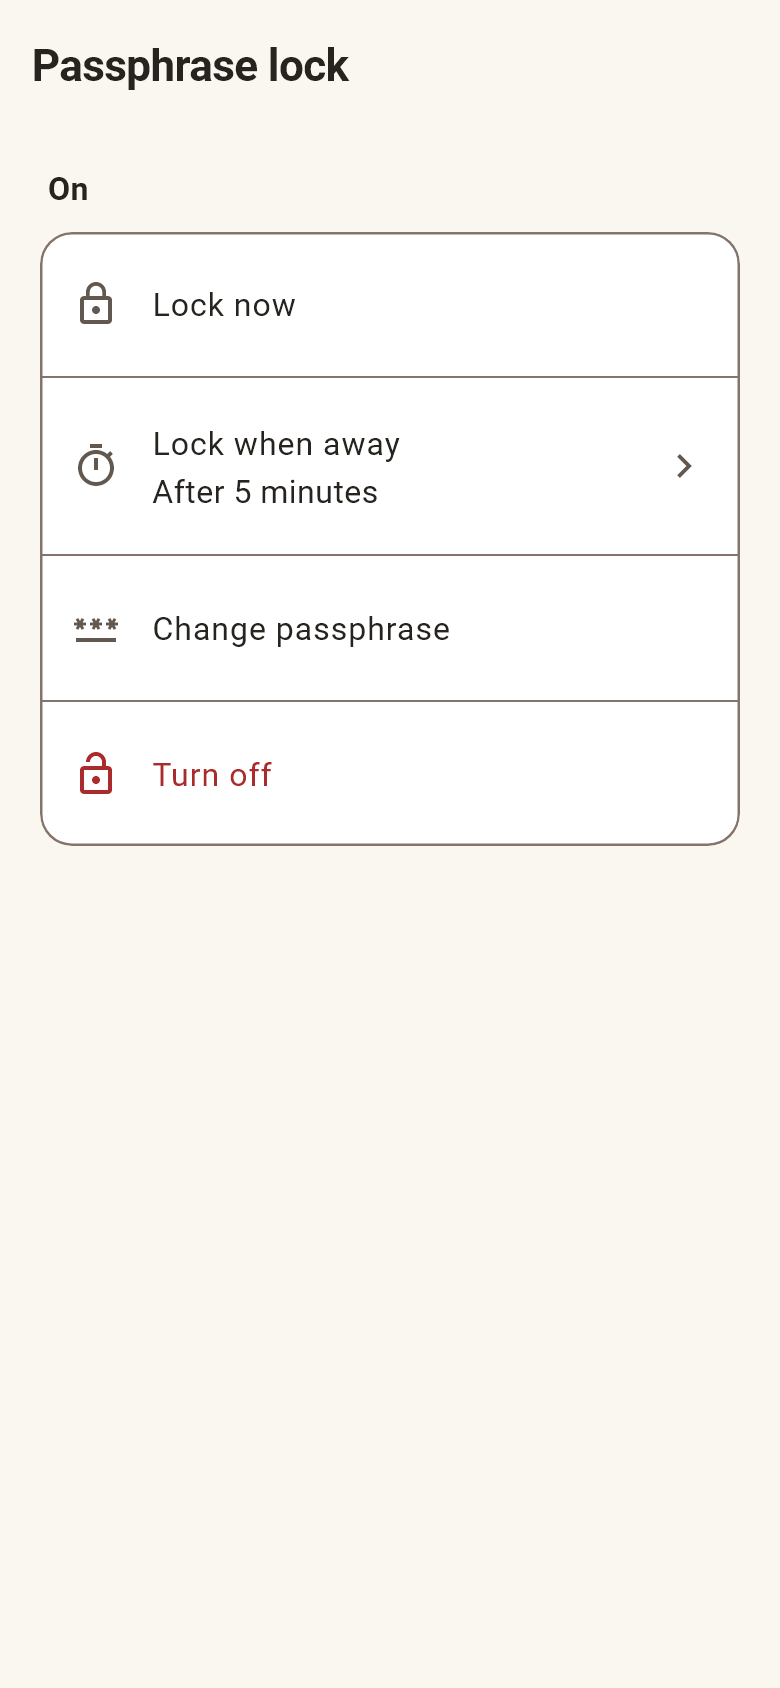 Passphrase lock
On
Lock now
Lock when away
After 5 minutes
Change passphrase
Turn off